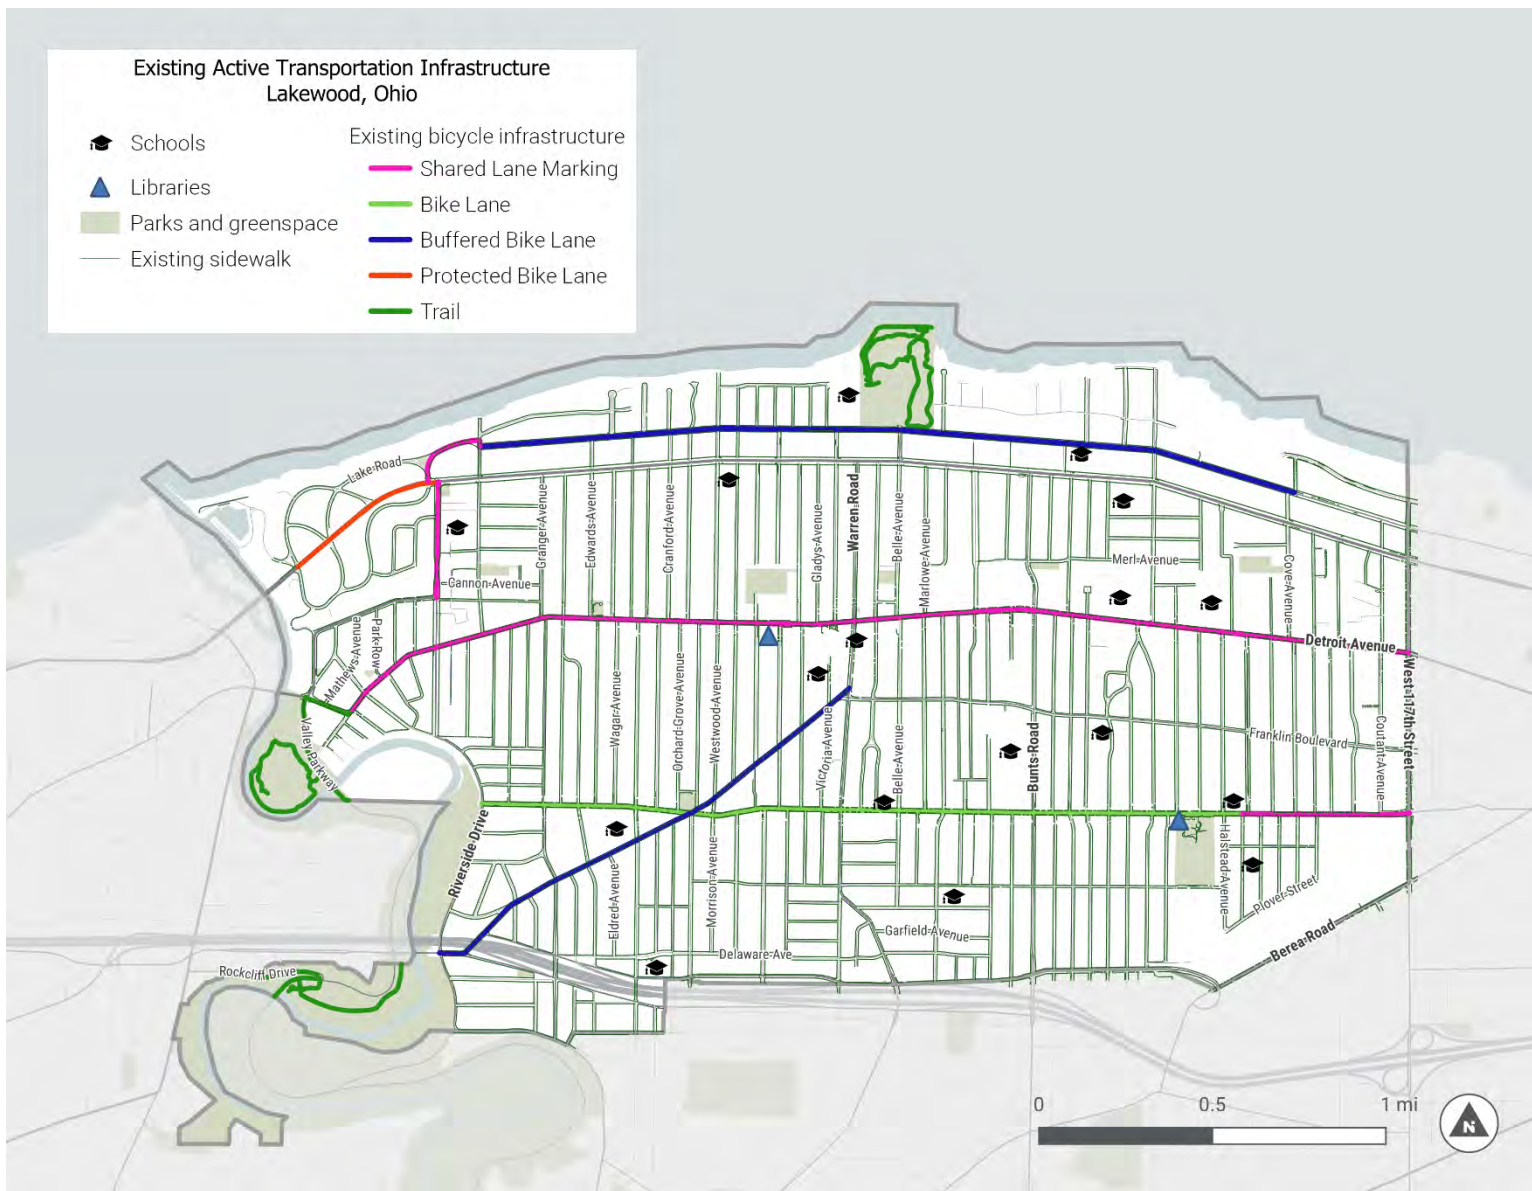 Existing Active Transportation Infrastructure
Lakewood, Ohio
Schools
Libraries
Parks and greenspace
Existing sidewalk
Existing bicycle infrastructure
Shared Lane Marking
Bike Lane
Buffered Bike Lane
Protected Bike Lane
Trail
Lake Road
Granger Avenue
Edwards Avenue
Cranford Avenue
Gladys Avenue
Warren Road
Belle Avenue
Marlowe Avenue
Merl Avenue
Cove Avenue
Cannon Avenue
Mathews Avenue
Park Row
Detroit Avenue
West 117th Street
Valley Parkway
Wagar Avenue
Orchard Grove Avenue
Westwood Avenue
Victoria Avenue
Belle Avenue
Bunts Road
Franklin Boulevard
Coutant Avenue
Riverside Drive
Eldred Avenue
Morrison Avenue
Halstead Avenue
Plover Street
Garfield Avenue
Delaware Ave
Berea Road
Rockcliff Drive
0 0.5 1 mi
N